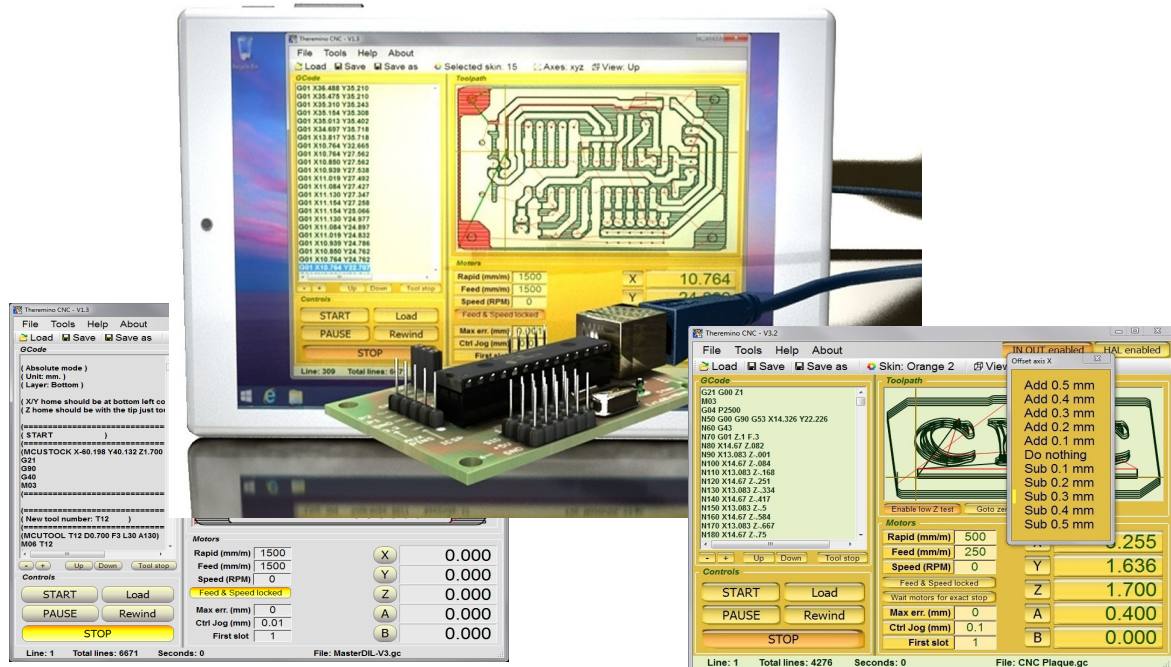 Theremino CNC - V1.3
File Tools Help About
Load Save Save as Selected skin: 15 Axes: xyz View: Up
GCode
Toolpath
G01 X36.488 Y35.210
G01 X35.475 Y35.210
G01 X35.310 Y35.243
G01 X35.154 Y35.308
G01 X35.013 Y35.402
G01 X34.697 Y35.718
G01 X13.817 Y35.718
G01 X10.764 Y32.665
G01 X10.764 Y27.562
G01 X10.850 Y27.562
G01 X10.939 Y27.538
G01 X11.019 Y27.492
G01 X11.084 Y27.427
G01 X11.130 Y27.347
G01 X11.154 Y27.258
G01 X11.154 Y25.066
G01 X11.130 Y24.977
G01 X11.084 Y24.897
G01 X11.019 Y24.832
G01 X10.939 Y24.786
G01 X10.850 Y24.762
G01 X10.764 Y24.762
G01 X10.764 Y22.707
- + Up Down Tool stop
Controls
START Load
PAUSE Rewind
STOP
Line: 309 Total lines:
Motors
Rapid (mm/m) 1500
Feed (mm/m) 1500
Speed (RPM) 0
Feed & Speed locked
Max err. (mm)
Ctrl Jog (mm)
First slot
X 10.764
Y
Theremino CNC - V1.3
File Tools Help About
Load Save Save as
GCode
( Absolute mode )
( Unit: mm. )
( Layer: Bottom )
( X/Y home should be at bottom left co
( Z home should be with the tip just tou
(==============================
( START )
(==============================
(MCUSTOCK X-60.198 Y40.132 Z1.700
G21
G90
G40
M03
(==============================
(==============================
( New tool number: T12 )
(==============================
(MCUTOOL T12 D0.700 F3 L30 A130)
M06 T12
- + Up Down Tool stop
Controls
START Load
PAUSE Rewind
STOP
Motors
Rapid (mm/m) 1500
Feed (mm/m) 1500
Speed (RPM) 0
Feed & Speed locked
Max err. (mm) 0
Ctrl Jog (mm) 0.01
First slot 1
X 0.000
Y 0.000
Z 0.000
A 0.000
B 0.000
Line: 1 Total lines: 6671 Seconds: 0 File: MasterDIL-V3.gc
Theremino CNC - V3.2
File Tools Help About
IN OUT enabled HAL enabled
Load Save Save as Skin: Orange 2 View
GCode
Toolpath
G21 G00 Z1
M03
G04 P2500
N50 G00 G90 G53 X14.326 Y22.226
N60 G43
N70 G01 Z.1 F.3
N80 X14.67 Z.082
N90 X13.083 Z-.001
N100 X14.67 Z-.084
N110 X13.083 Z-.168
N120 X14.67 Z-.251
N130 X13.083 Z-.334
N140 X14.67 Z-.417
N150 X13.083 Z-.5
N160 X14.67 Z-.584
N170 X13.083 Z-.667
N180 X14.67 Z-.75
- + Up Down Tool stop
Controls
START Load
PAUSE Rewind
STOP
CNC
Enable low Z test Goto ze
Motors
Rapid (mm/m) 500
Feed (mm/m) 250
Speed (RPM) 0
Feed & Speed locked
Wait motors for exact stop
Max err. (mm) 0
Ctrl Jog (mm) 0.1
First slot 1
Offset axis X
Add 0.5 mm
Add 0.4 mm
Add 0.3 mm
Add 0.2 mm
Add 0.1 mm
Do nothing
Sub 0.1 mm
Sub 0.2 mm
Sub 0.3 mm
Sub 0.4 mm
Sub 0.5 mm
.255
Y 1.636
Z 1.700
A 0.400
B 0.000
Line: 1 Total lines: 4276 Seconds: 0 File: CNC Plaque.gc